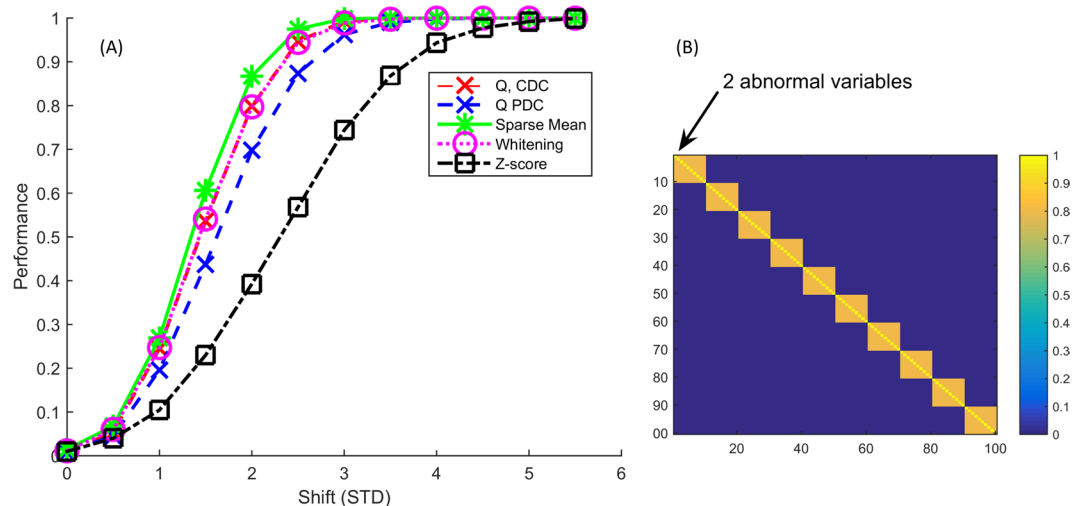 (A)
1
0.9
0.8
0.7
0.6
0.5
0.4
0.3
0.2
0.1
0
Performance
0 1 2 3 4 5 6
Shift (STD)
Q, CDC
Q PDC
Sparse Mean
Whitening
Z-score
(B)
2 abnormal variables
10
20
30
40
50
60
70
80
90
00
20 40 60 80 100
1
0.9
0.8
0.7
0.6
0.5
0.4
0.3
0.2
0.1
0